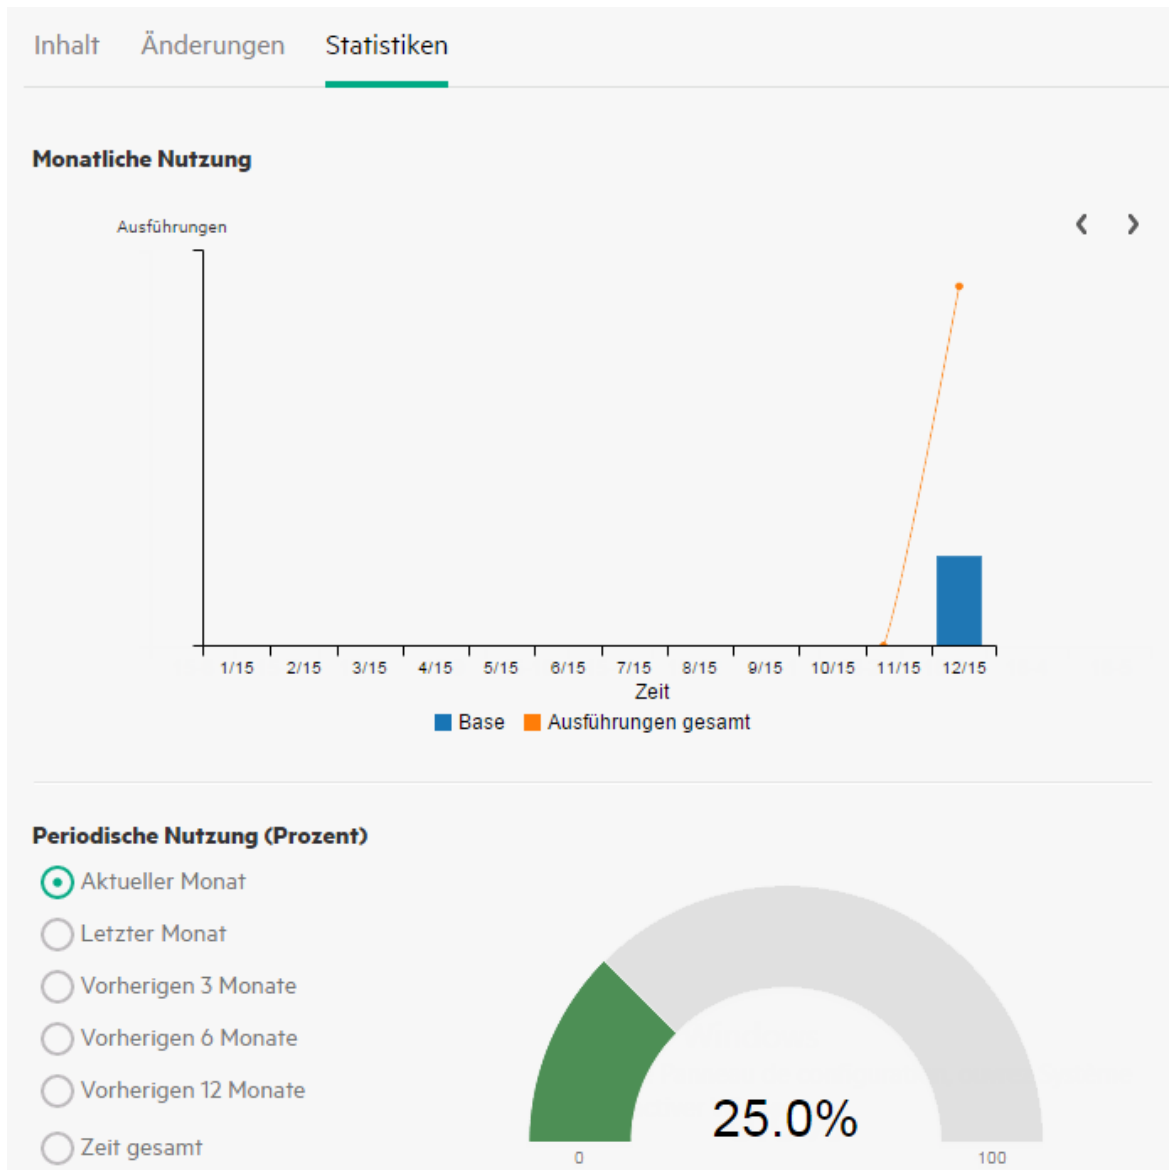 Inhalt Änderungen Statistiken
Monatliche Nutzung
Ausführungen
1/15 2/15 3/15 4/15 5/15 6/15 7/15 8/15 9/15 10/15 11/15 12/15
Zeit
Base Ausführungen gesamt
Periodische Nutzung (Prozent)
Aktueller Monat
Letzter Monat
Vorherigen 3 Monate
Vorherigen 6 Monate
Vorherigen 12 Monate
Zeit gesamt
25.0%
0 100